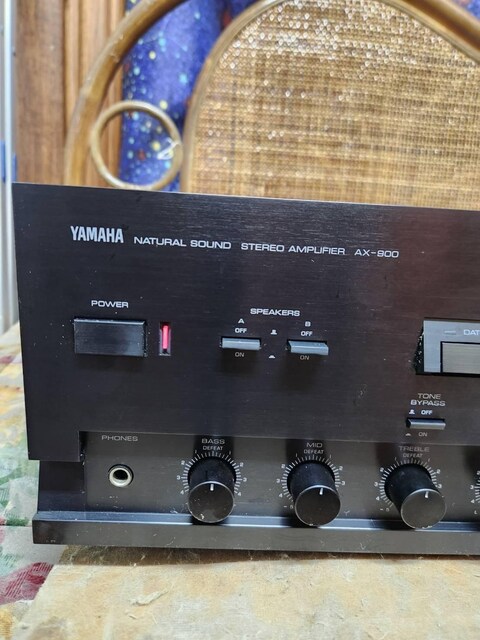 YAMAHA NATURAL SOUND STEREO AMPLIFIER AX-900
POWER
SPEAKERS
A B
OFF OFF
ON ON
DAT
TONE
BYPASS
OFF
ON
PHONES
BASS
DEFEAT
MID
DEFEAT
TREBLE
DEFEAT